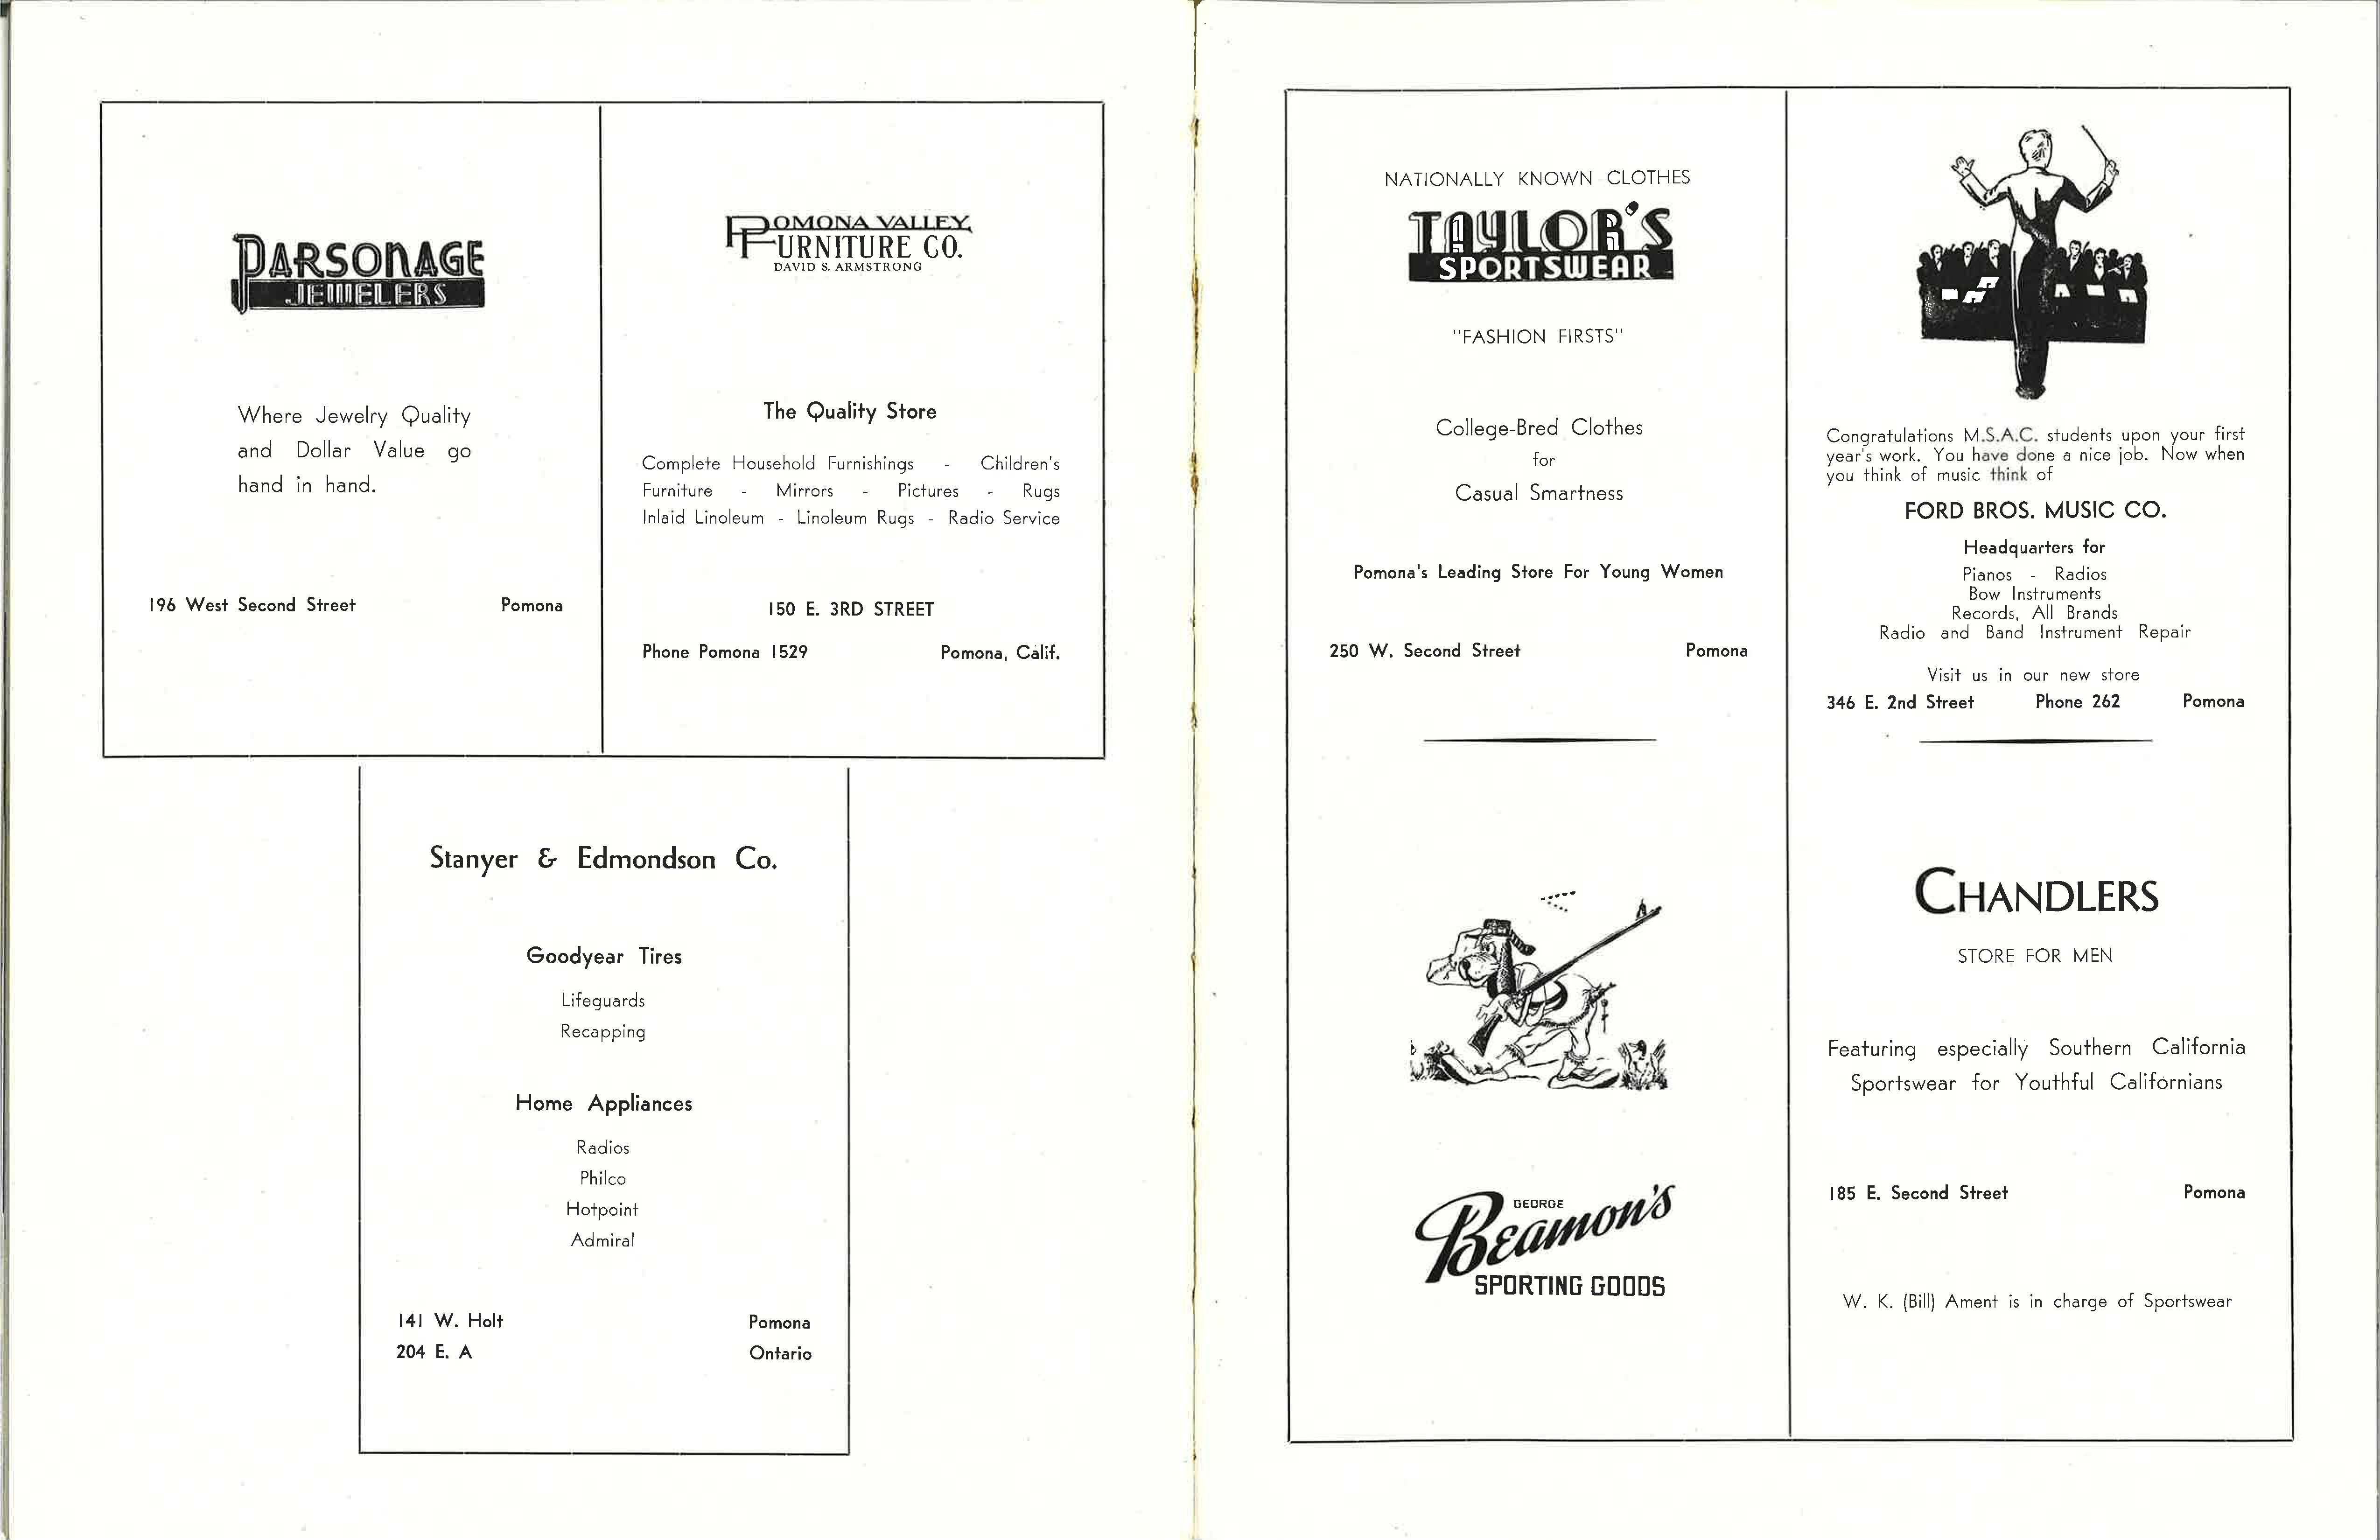 PARSONAGE
JEWELERS
Where Jewelry Quality
and Dollar Value go
hand in hand.
196 West Second Street Pomona
POMONA VALLEY
FURNITURE CO.
DAVID S. ARMSTRONG
The Quality Store
Complete Household Furnishings - Children's
Furniture - Mirrors - Pictures - Rugs
Inlaid Linoleum - Linoleum Rugs - Radio Service
150 E. 3RD STREET
Phone Pomona 1529 Pomona, Calif.
Stanyer & Edmondson Co.
Goodyear Tires
Lifeguards
Recapping
Home Appliances
Radios
Philco
Hotpoint
Admiral
141 W. Holt Pomona
204 E. A Ontario
NATIONALLY KNOWN CLOTHES
TAYLOR'S
SPORTSWEAR
"FASHION FIRSTS"
College-Bred Clothes
for
Casual Smartness
Pomona's Leading Store For Young Women
250 W. Second Street Pomona
GEORGE
Beamon's
SPORTING GOODS
Congratulations M.S.A.C. students upon your first
year's work. You have done a nice job. Now when
you think of music think of
FORD BROS. MUSIC CO.
Headquarters for
Pianos - Radios
Bow Instruments
Records, All Brands
Radio and Band Instrument Repair
Visit us in our new store
346 E. 2nd Street Phone 262 Pomona
CHANDLERS
STORE FOR MEN
Featuring especially Southern California
Sportswear for Youthful Californians
185 E. Second Street Pomona
W. K. (Bill) Ament is in charge of Sportswear